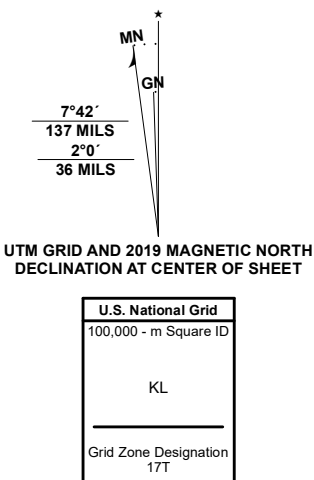 MN
GN
7°42´
137 MILS
2°0´
36 MILS
UTM GRID AND 2019 MAGNETIC NORTH
DECLINATION AT CENTER OF SHEET
U.S. National Grid
100,000 - m Square ID
KL
Grid Zone Designation
17T